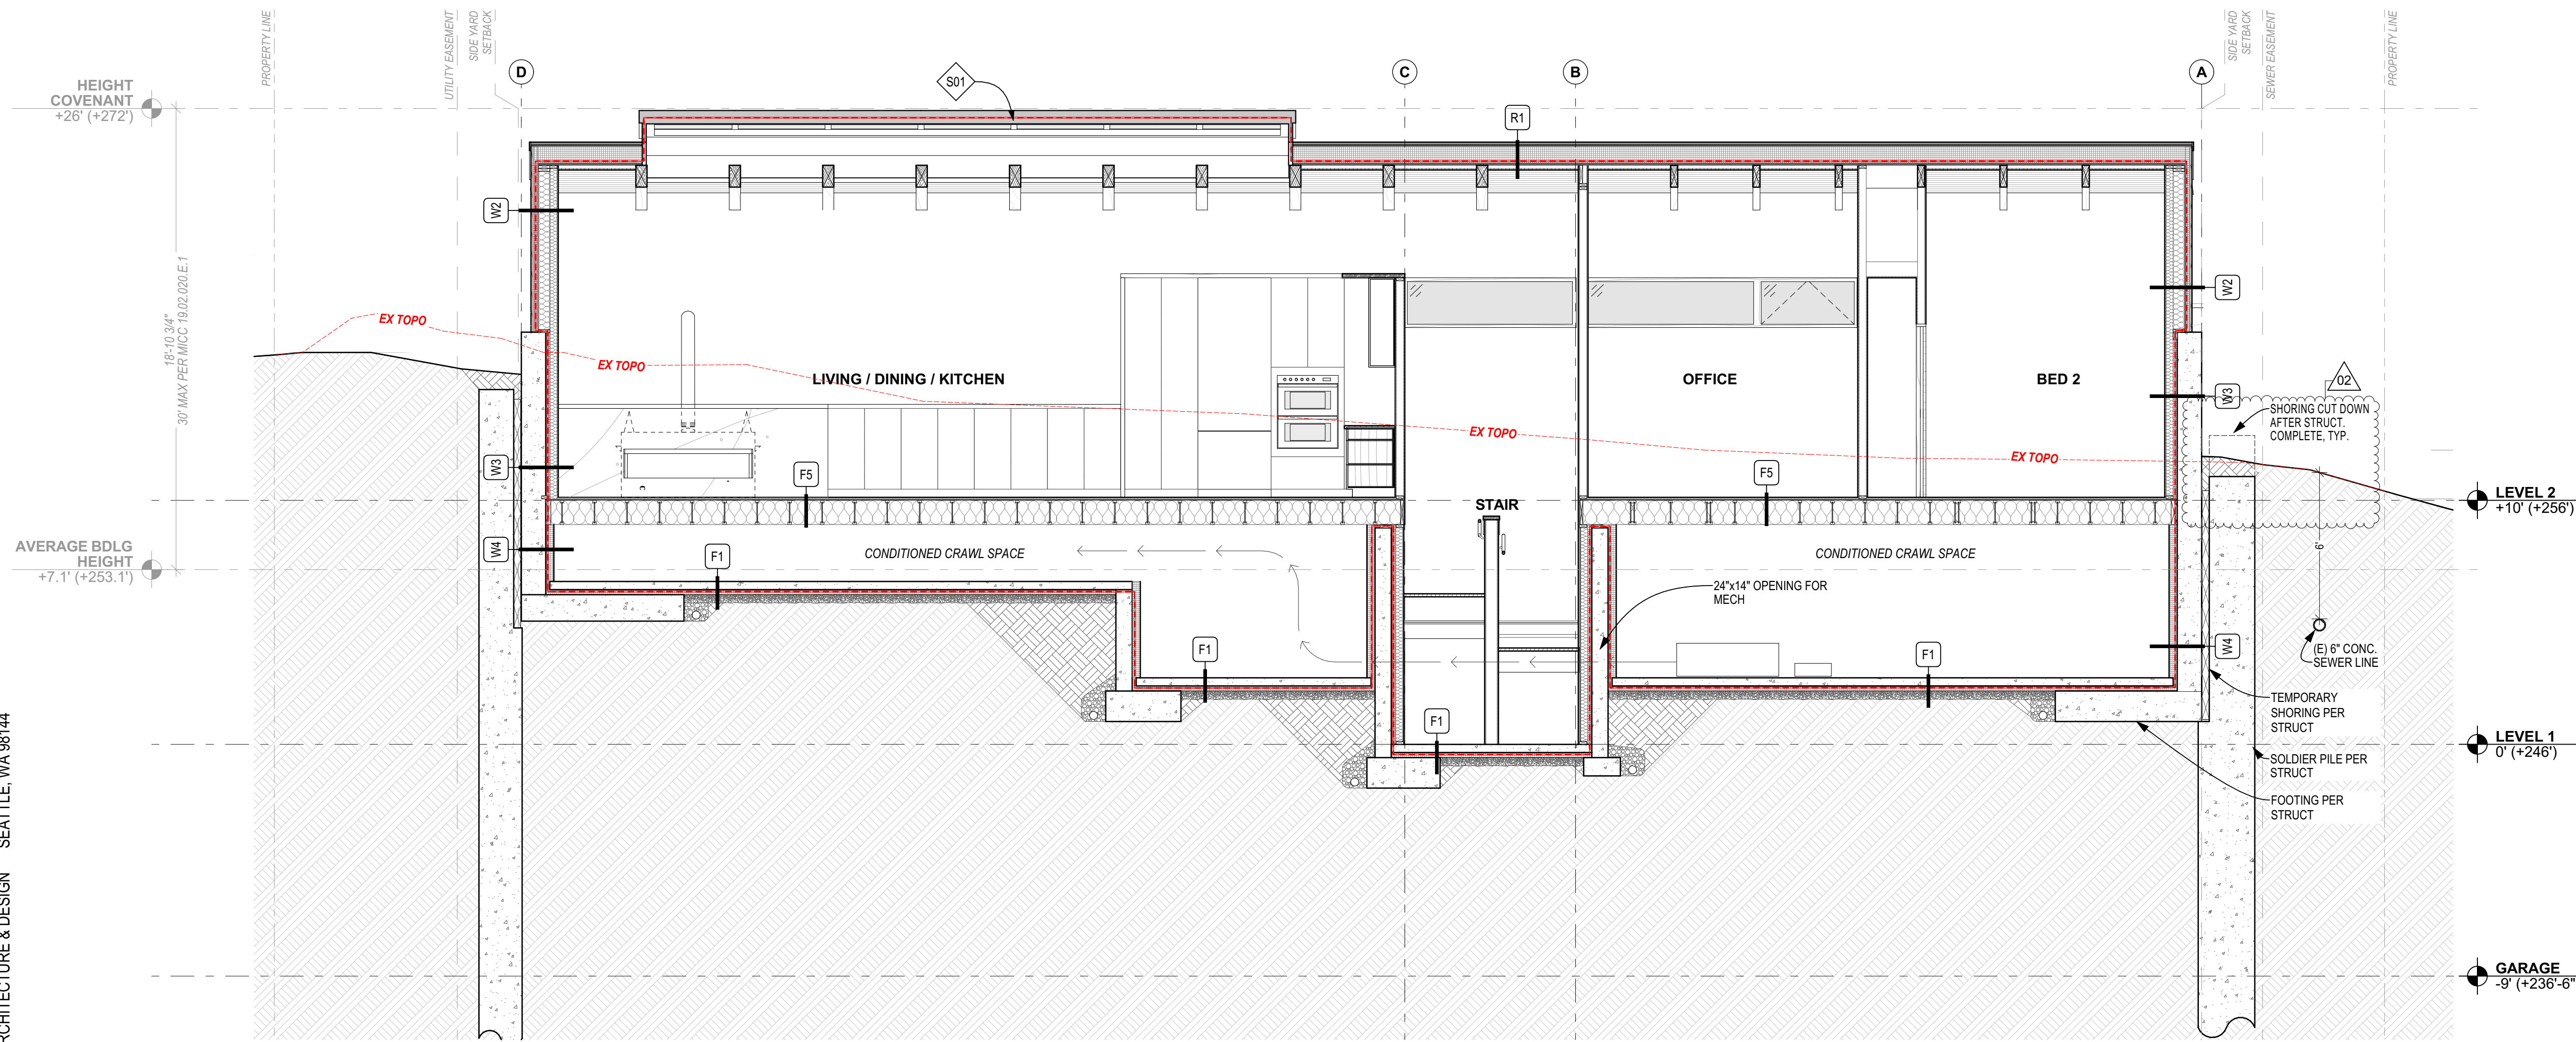 PROPERTY LINE
UTILITY EASEMENT
SIDE YARD
SETBACK
D
C
B
A
SIDE YARD
SETBACK
SEWER EASEMENT
PROPERTY LINE
HEIGHT
COVENANT
+26' (+272')
S01
R1
W2
W2
18'-10 3/4"
30' MAX PER MICC 19.02.020.E.1
EX TOPO
EX TOPO
LIVING / DINING / KITCHEN
OFFICE
BED 2
02
W3
SHORING CUT DOWN
AFTER STRUCT.
COMPLETE, TYP.
EX TOPO
EX TOPO
W3
F5
F5
STAIR
LEVEL 2
+10' (+256')
AVERAGE BDLG
HEIGHT
+7.1' (+253.1')
W4
F1
CONDITIONED CRAWL SPACE
CONDITIONED CRAWL SPACE
6'
24"x14" OPENING FOR
MECH
F1
F1
W4
(E) 6" CONC.
SEWER LINE
TEMPORARY
SHORING PER
STRUCT
F1
LEVEL 1
0' (+246')
SOLDIER PILE PER
STRUCT
FOOTING PER
STRUCT
GARAGE
-9' (+236'-6"
RCHITECTURE & DESIGN SEATTLE, WA 98144